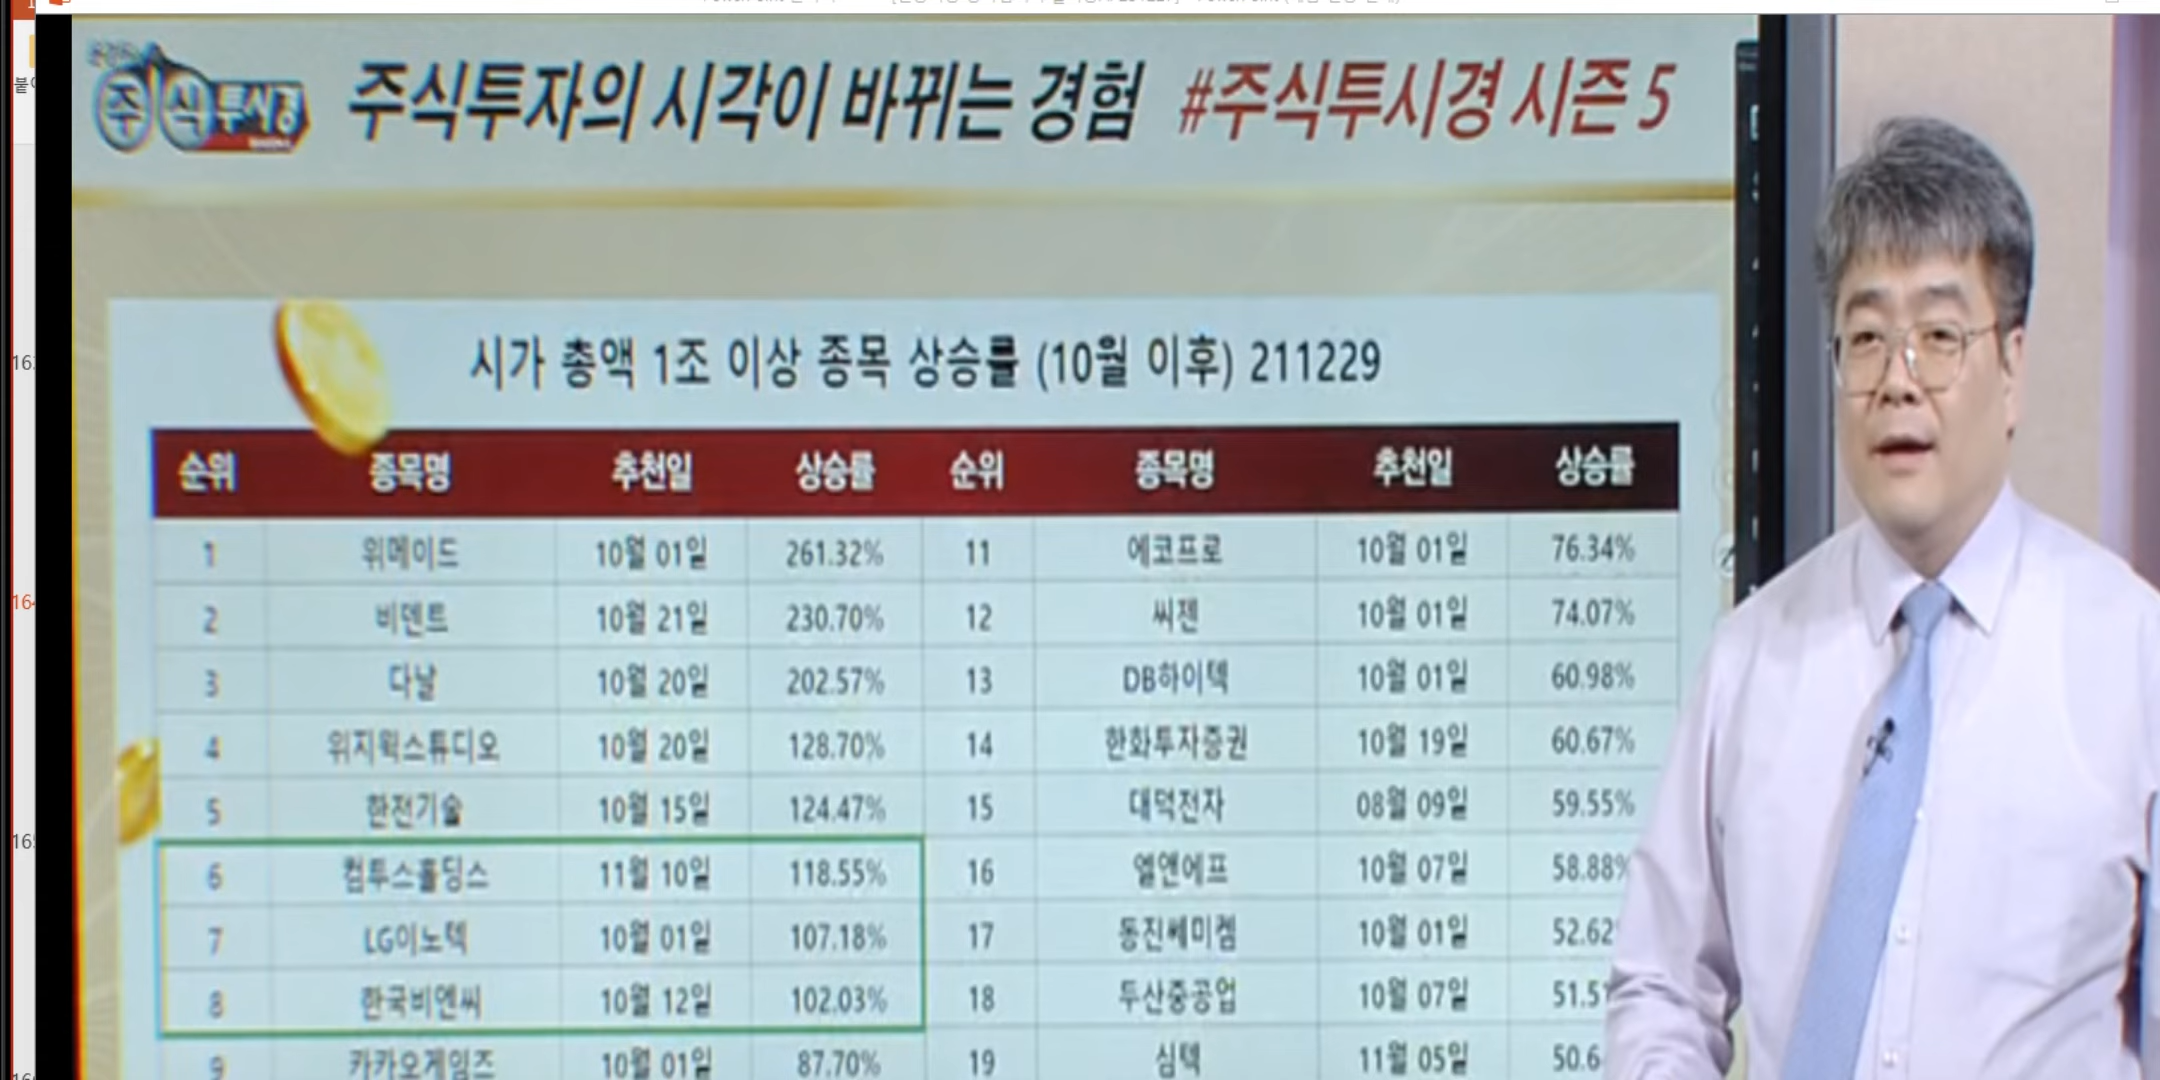 주식투시경
주식투자의 시각이 바뀌는 경험 #주식투시경 시즌 5
시가 총액 1조 이상 종목 상승률 (10월 이후) 211229
순위 종목명 추천일 상승률 순위 종목명 추천일 상승률
1 위메이드 10월 01일 261.32% 11 에코프로 10월 01일 76.34%
2 비덴트 10월 21일 230.70% 12 씨젠 10월 01일 74.07%
3 다날 10월 20일 202.57% 13 DB하이텍 10월 01일 60.98%
4 위지윅스튜디오 10월 20일 128.70% 14 한화투자증권 10월 19일 60.67%
5 한전기술 10월 15일 124.47% 15 대덕전자 08월 09일 59.55%
6 컴투스홀딩스 11월 10일 118.55% 16 엘앤에프 10월 07일 58.88%
7 LG이노텍 10월 01일 107.18% 17 동진쎄미켐 10월 01일 52.62
8 한국비엔씨 10월 12일 102.03% 18 두산중공업 10월 07일 51.5
9 카카오게임즈 10월 01일 87.70% 19 심텍 11월 05일 50.6